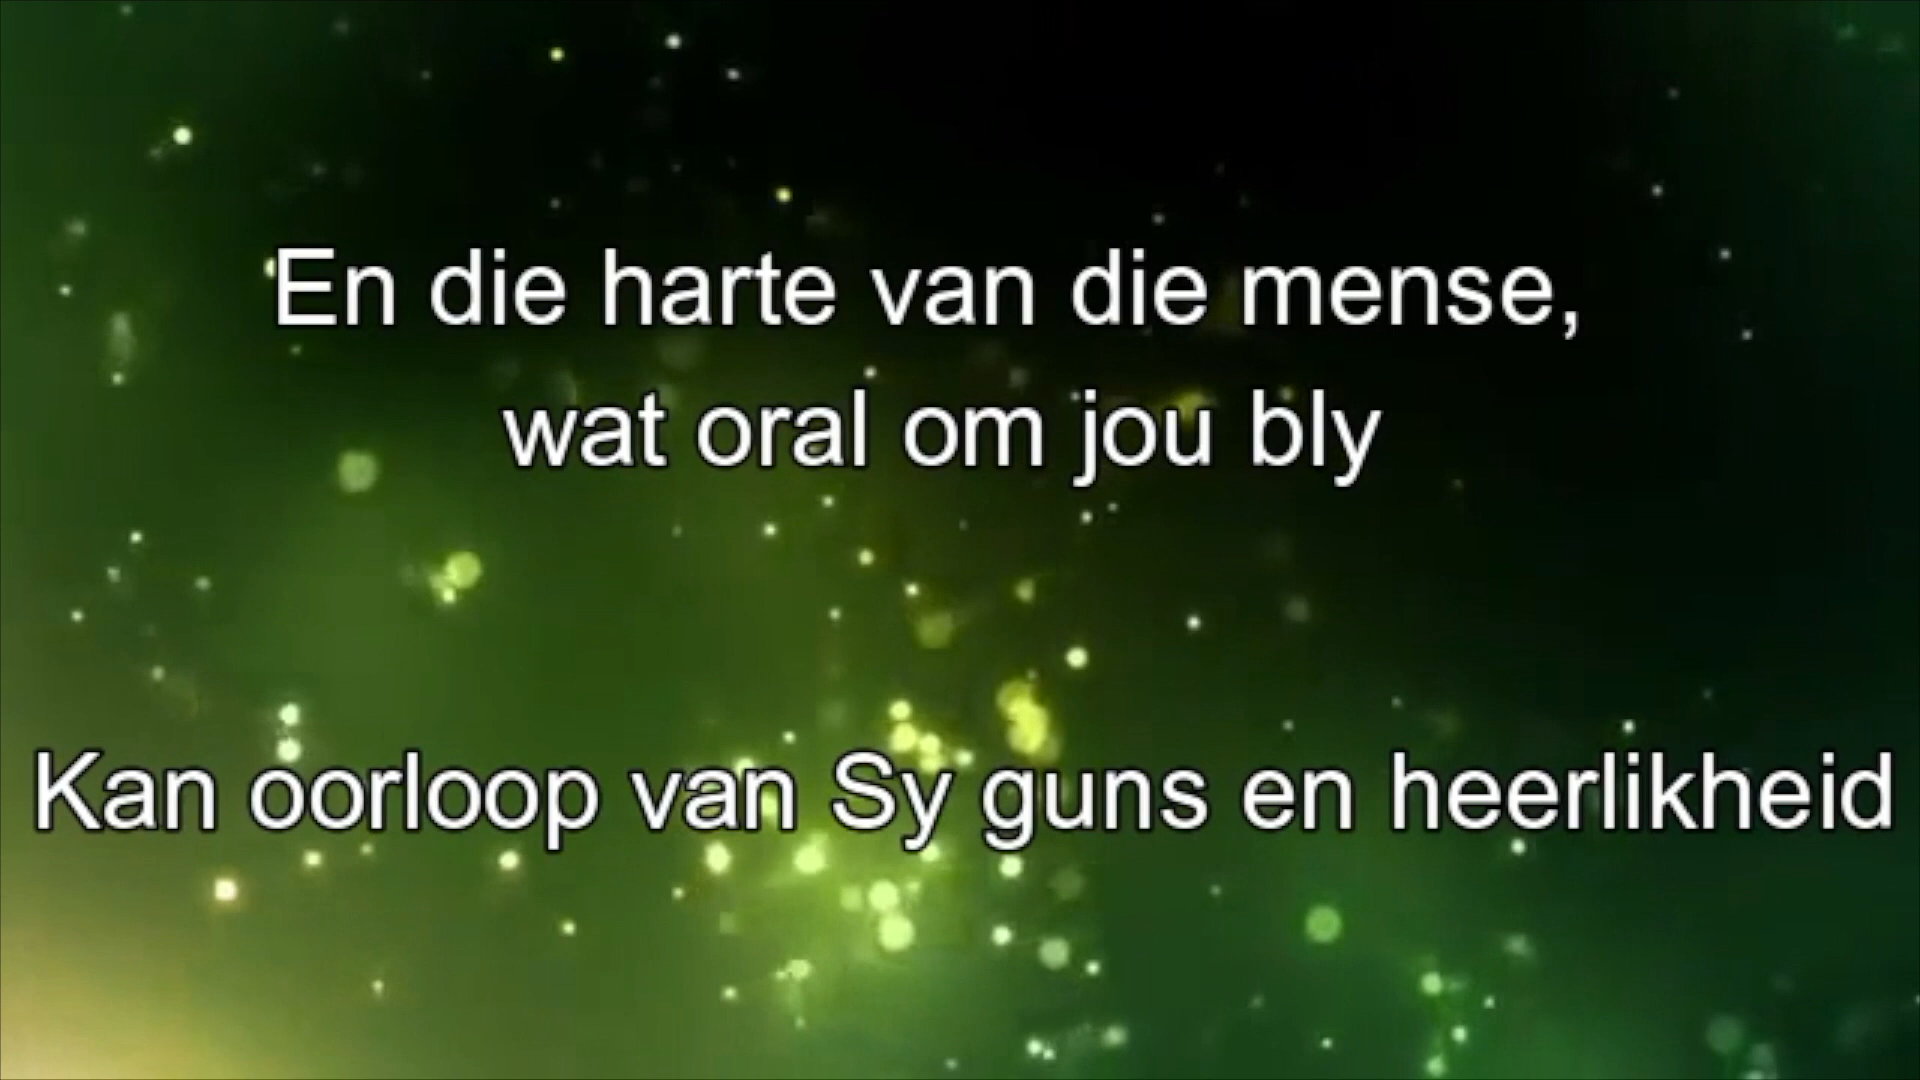 En die harte van die mense,
wat oral om jou bly
Kan oorloop van Sy guns en heerlikheid